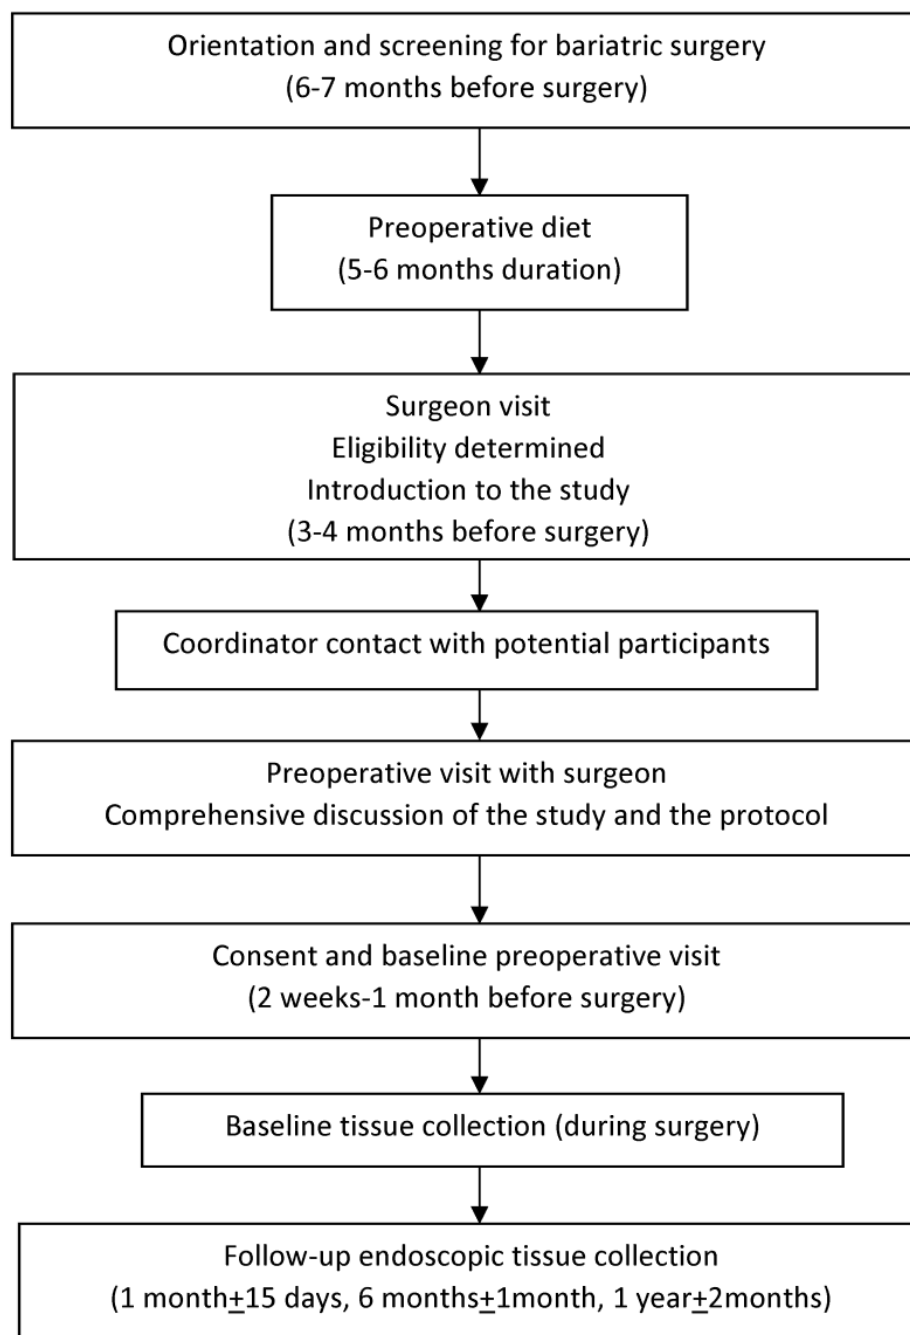 Orientation and screening for bariatric surgery
(6-7 months before surgery)
Preoperative diet
(5-6 months duration)
Surgeon visit
Eligibility determined
Introduction to the study
(3-4 months before surgery)
Coordinator contact with potential participants
Preoperative visit with surgeon
Comprehensive discussion of the study and the protocol
Consent and baseline preoperative visit
(2 weeks-1 month before surgery)
Baseline tissue collection (during surgery)
Follow-up endoscopic tissue collection
(1 month±15 days, 6 months±1month, 1 year±2months)